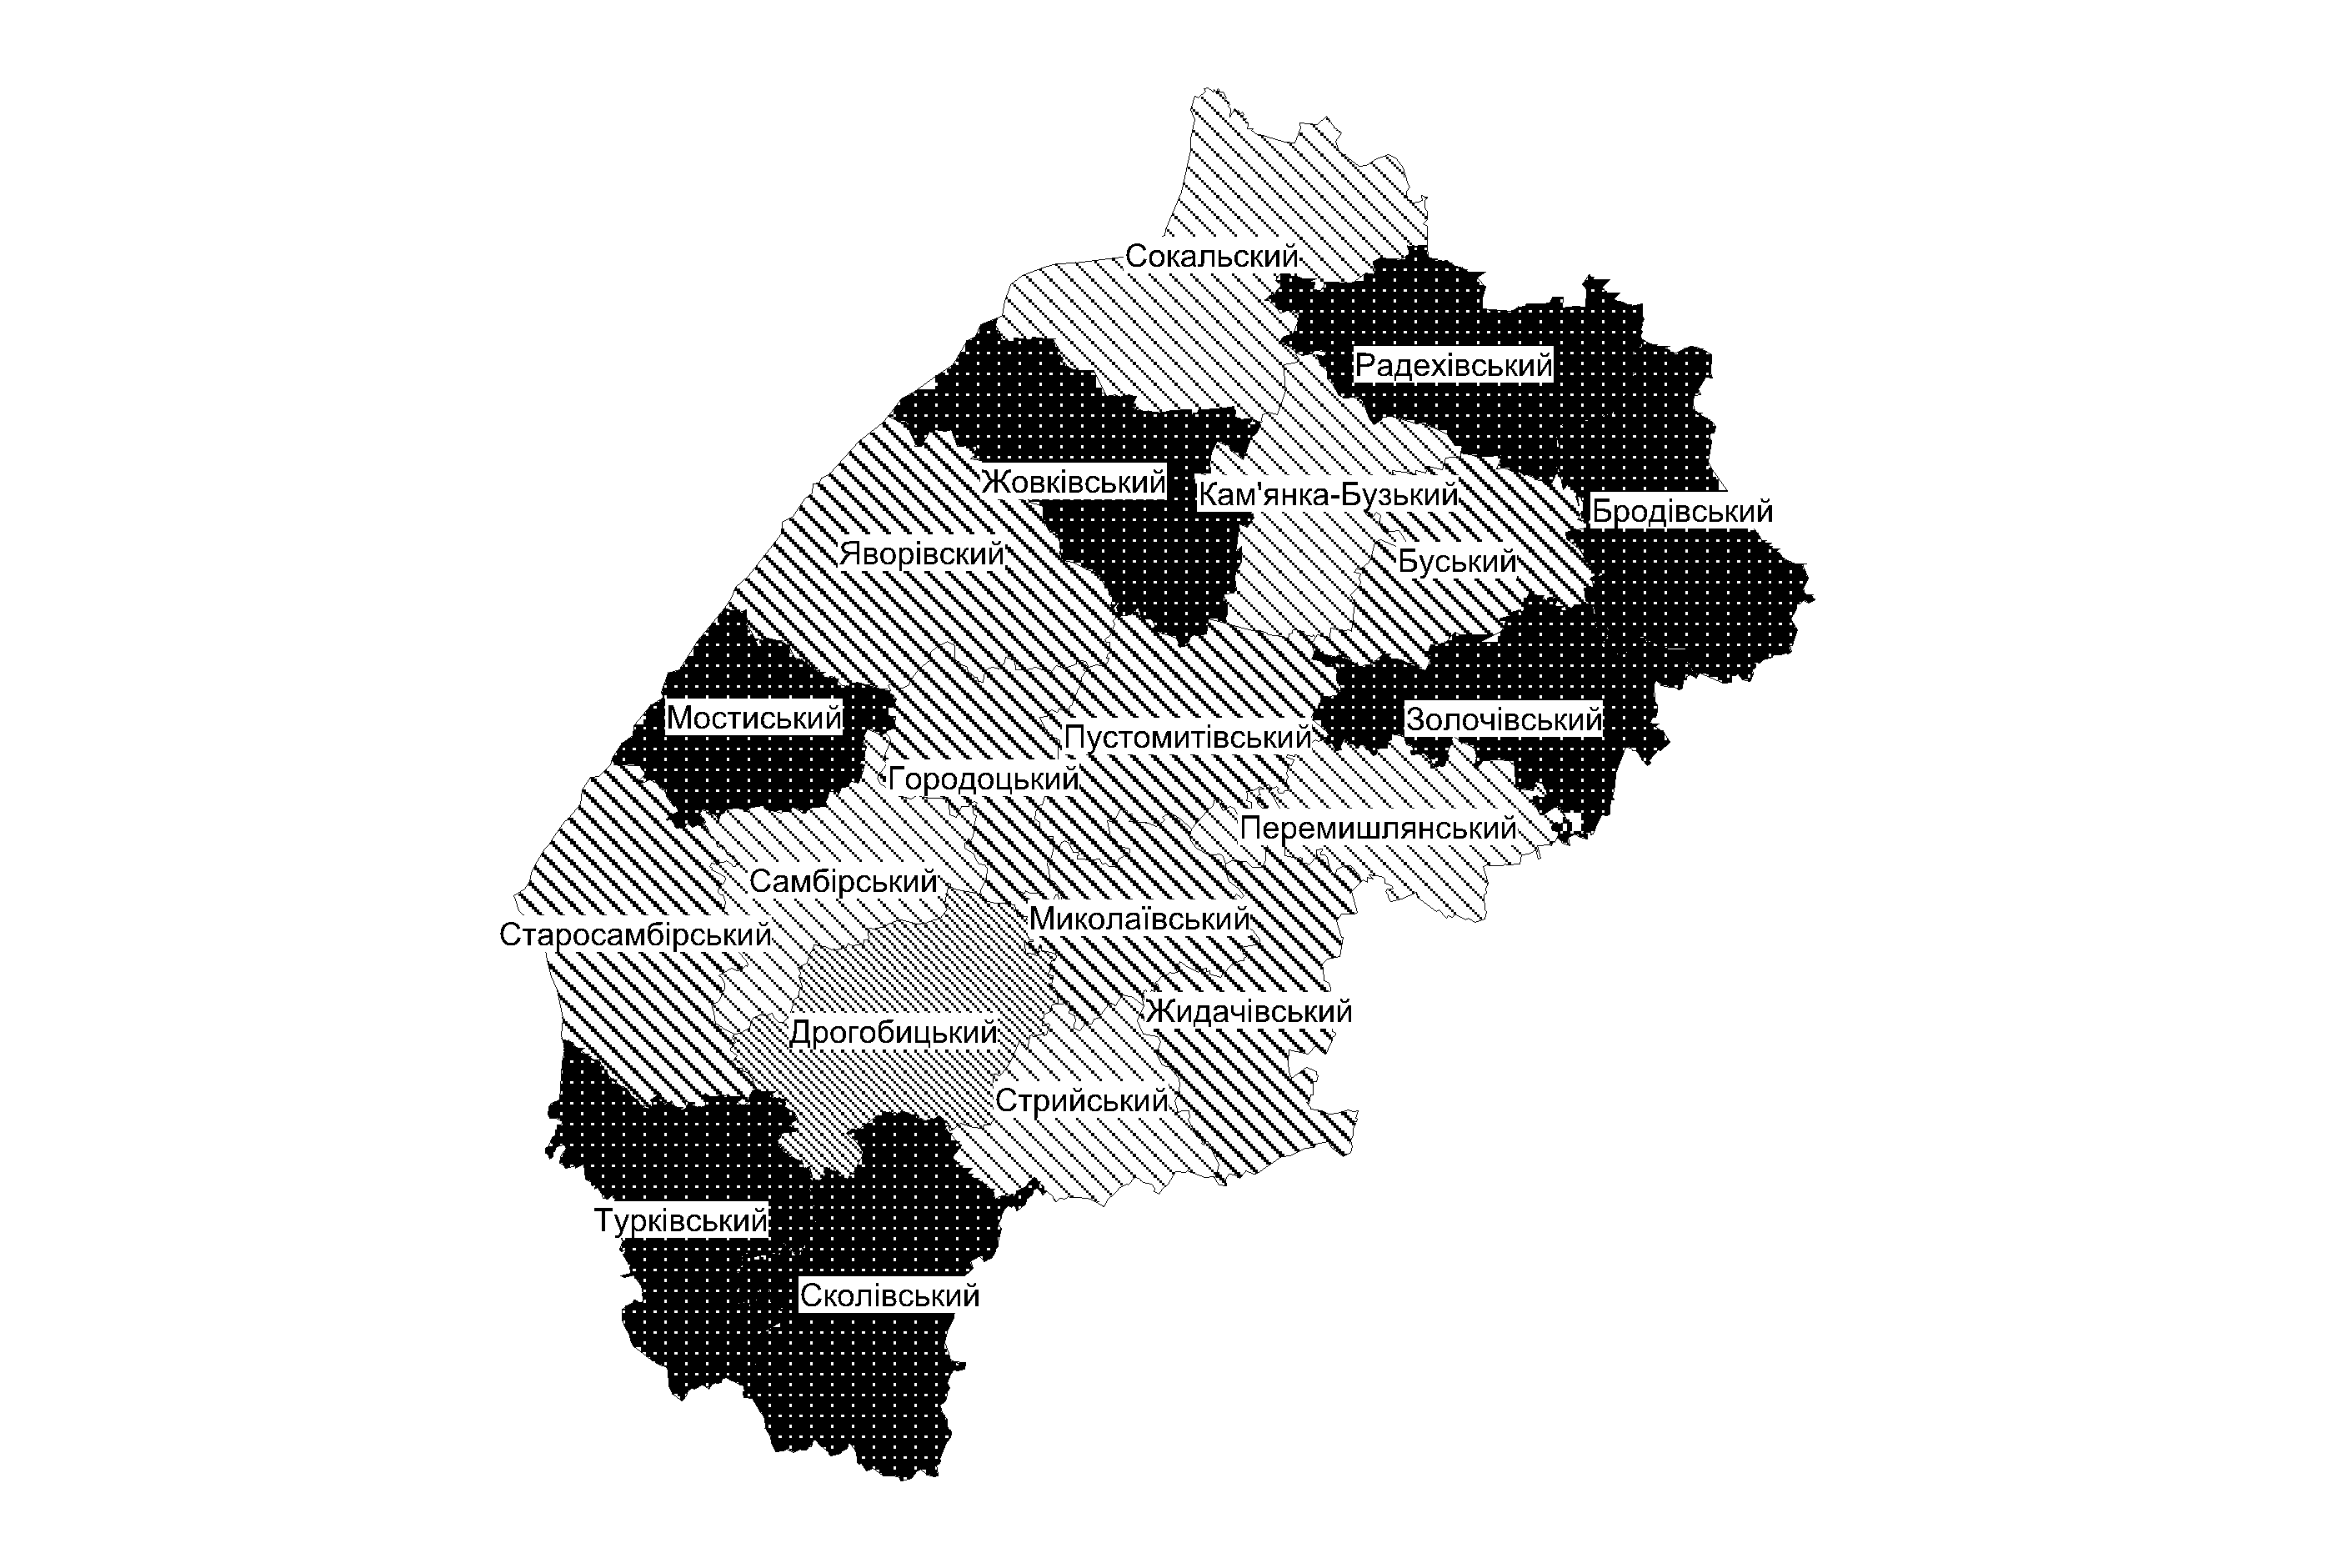 Сокальский
Радехівський
Жовківський
Кам'янка-Бузький
Бродівський
Яворівский
Буський
Мостиський
Золочівський
Пустомитівський
Городоцький
Перемишлянський
Самбірський
Миколаївський
Старосамбірський
Жидачівський
Дрогобицький
Стрийський
Турківський
Сколівський